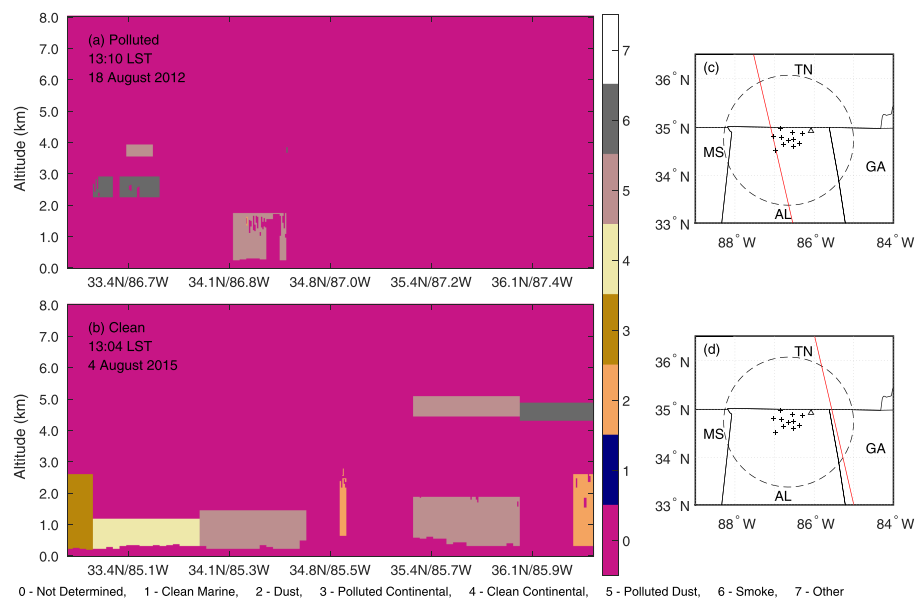 8.0
7.0
6.0
5.0
4.0
3.0
2.0
1.0
0.0
Altitude (km)
(a) Polluted
13:10 LST
18 August 2012
33.4N/86.7W 34.1N/86.8W 34.8N/87.0W 35.4N/87.2W 36.1N/87.4W
8.0
7.0
6.0
5.0
4.0
3.0
2.0
1.0
0.0
Altitude (km)
(b) Clean
13:04 LST
4 August 2015
33.4N/85.1W 34.1N/85.3W 34.8N/85.5W 35.4N/85.7W 36.1N/85.9W
7
6
5
4
3
2
1
0
(c)
TN
MS
GA
AL
36° N
35° N
34° N
33° N
88° W 86° W 84° W
(d)
TN
MS
GA
AL
36° N
35° N
34° N
33° N
88° W 86° W 84° W
0 - Not Determined, 1 - Clean Marine, 2 - Dust, 3 - Polluted Continental, 4 - Clean Continental, 5 - Polluted Dust, 6 - Smoke, 7 - Other